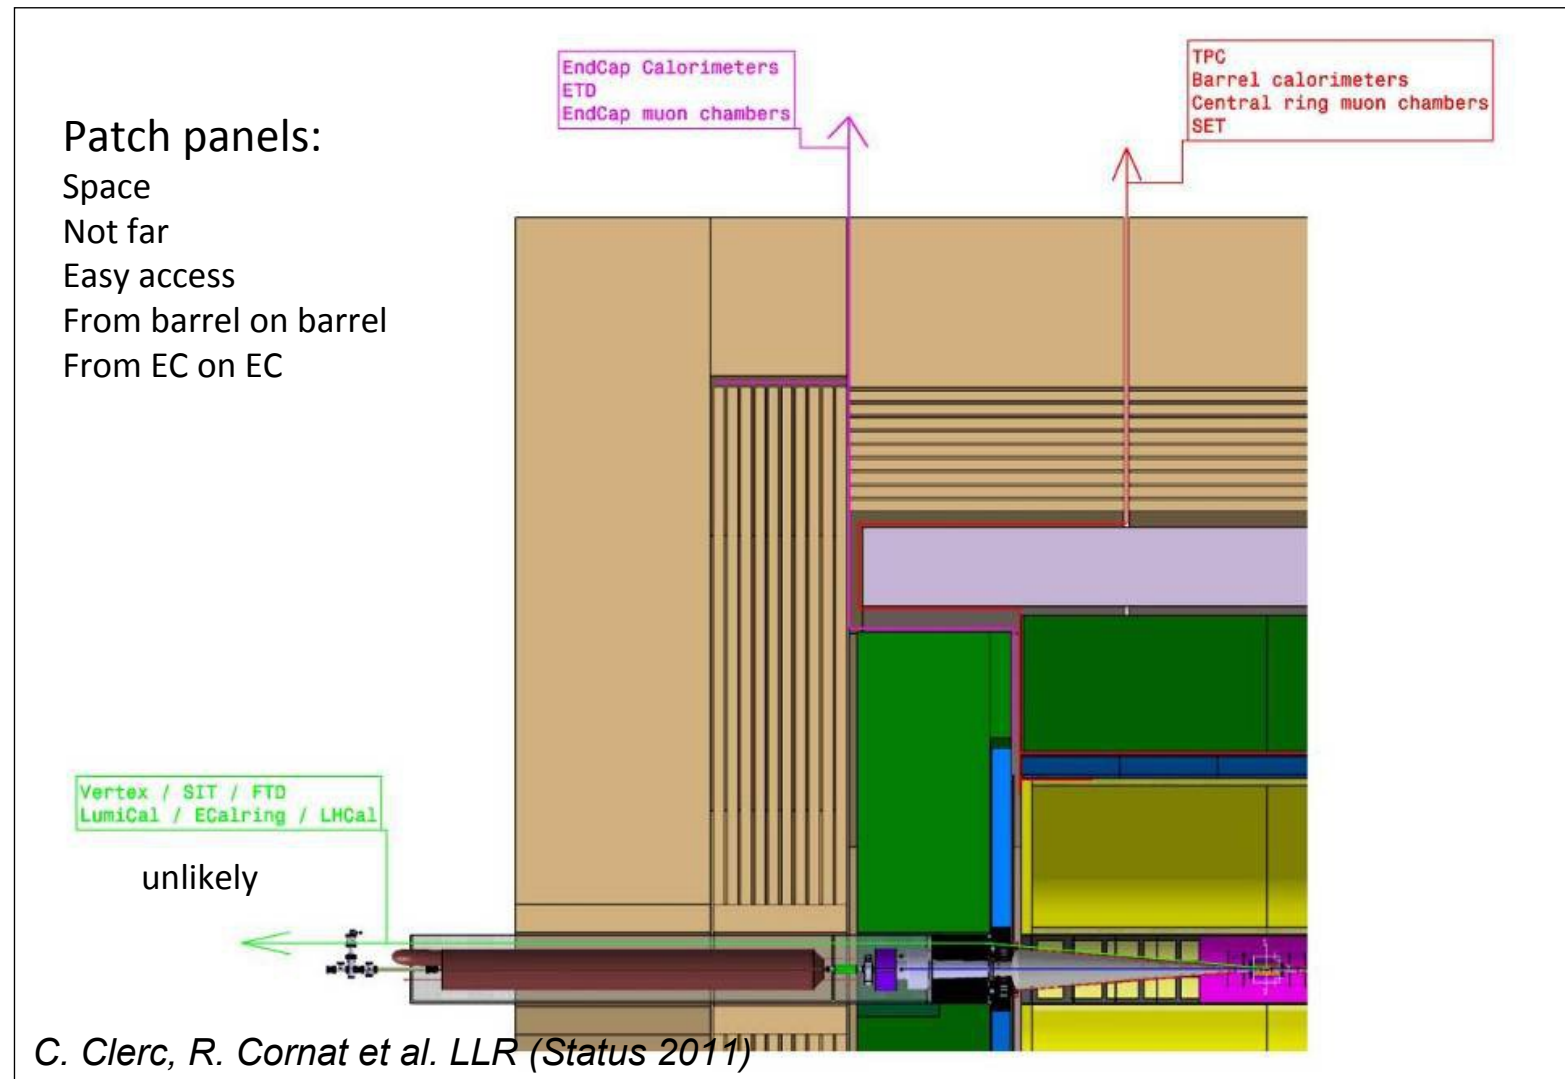 EndCap Calorimeters
ETD
EndCap muon chambers
TPC
Barrel calorimeters
Central ring muon chambers
SET
Patch panels:
Space
Not far
Easy access
From barrel on barrel
From EC on EC
Vertex / SIT / FTD
LumiCal / ECalring / LHCal
unlikely
C. Clerc, R. Cornat et al. LLR (Status 2011)